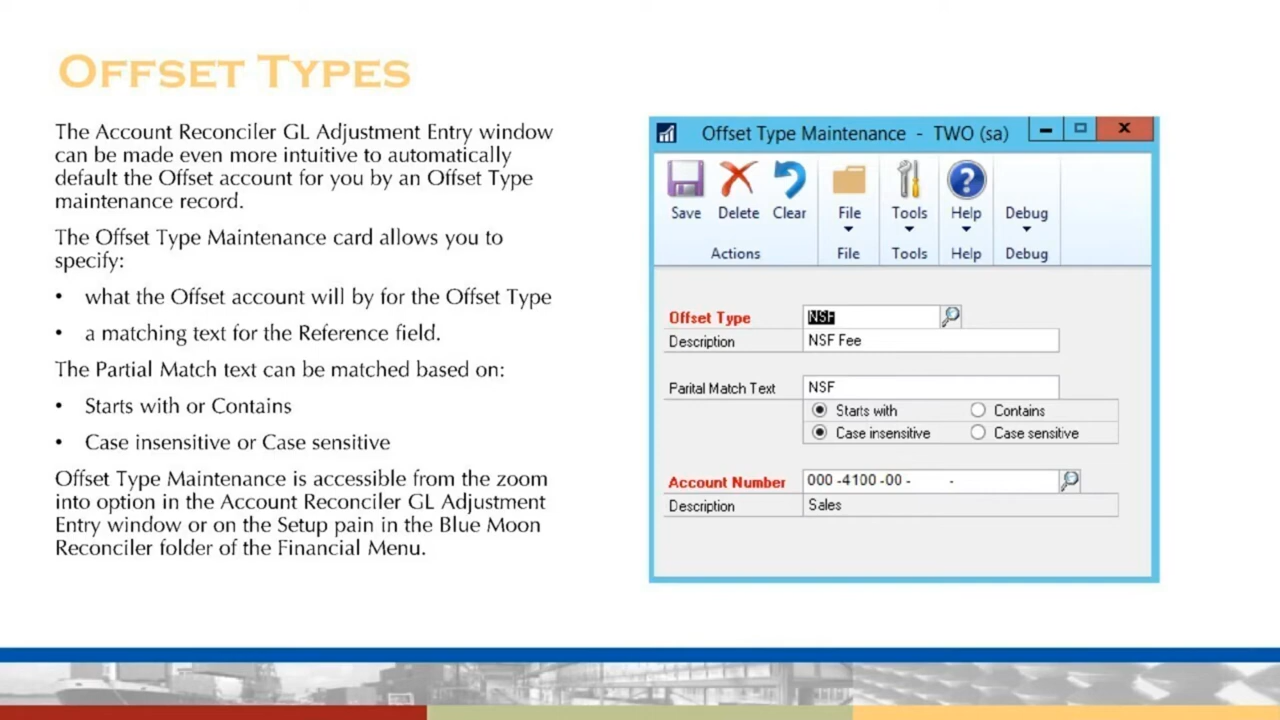 OFFSET TYPES
The Account Reconciler GL Adjustment Entry window
can be made even more intuitive to automatically
default the Offset account for you by an Offset Type
maintenance record.
The Offset Type Maintenance card allows you to
specify:
• what the Offset account will by for the Offset Type
• a matching text for the Reference field.
The Partial Match text can be matched based on:
• Starts with or Contains
• Case insensitive or Case sensitive
Offset Type Maintenance is accessible from the zoom
into option in the Account Reconciler GL Adjustment
Entry window or on the Setup pain in the Blue Moon
Reconciler folder of the Financial Menu.
Offset Type Maintenance - TWO (sa)
Save Delete Clear File Tools Help Debug
Actions File Tools Help Debug
Offset Type NSF
Description NSF Fee
Parital Match Text NSF
Starts with Contains
Case insensitive Case sensitive
Account Number 000 -4100 -00 - -
Description Sales